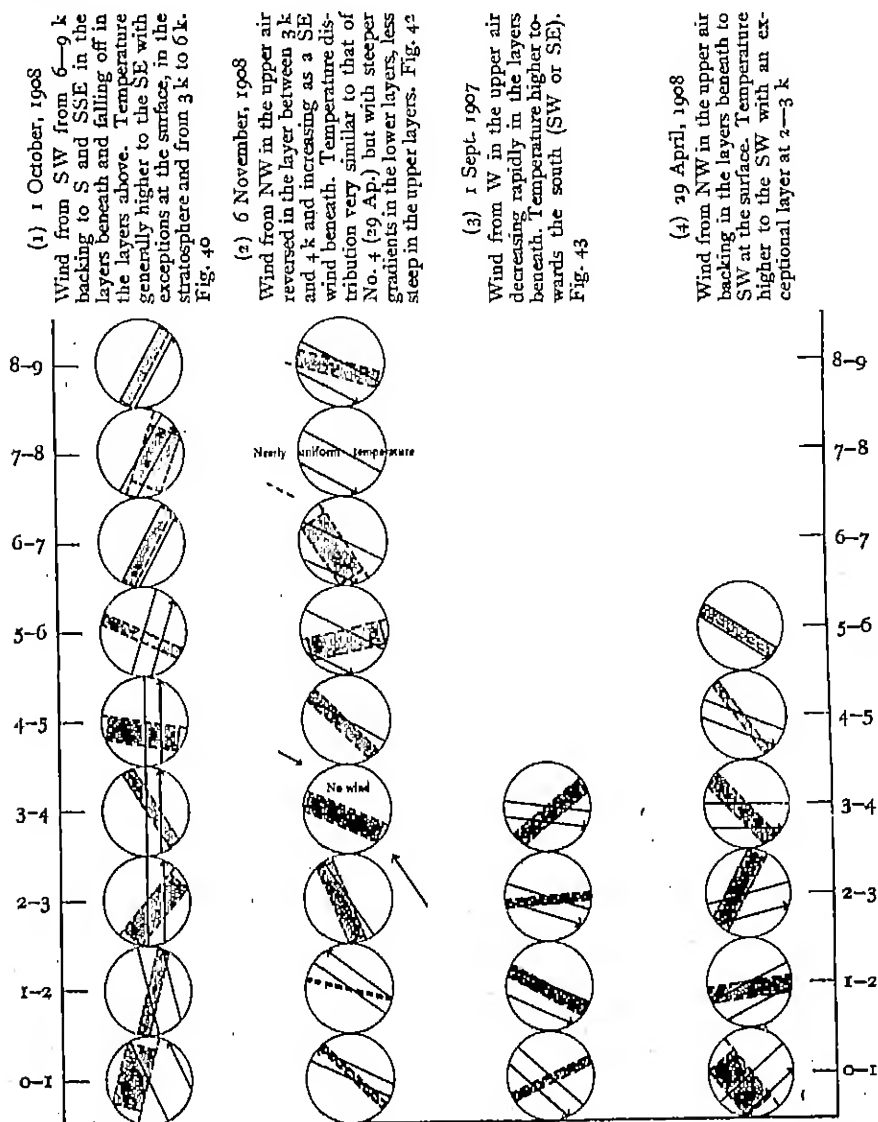 (1) 1 October, 1908
Wind from SW from 6—9 k
backing to S and SSE in the
layers beneath and falling off in
the layers above. Temperature
generally higher to the SE with
exceptions at the surface, in the
stratosphere and from 3 k to 6 k.
Fig. 40
(2) 6 November, 1908
Wind from NW in the upper air
reversed in the layer between 3 k
and 4 k and increasing as a SE
wind beneath. Temperature dis-
tribution very similar to that of
No. 4 (29 Ap.) but with steeper
gradients in the lower layers, less
steep in the upper layers. Fig. 42
(3) 1 Sept. 1907
Wind from W in the upper air
decreasing rapidly in the layers
beneath. Temperature higher to-
wards the south (SW or SE).
Fig. 43
(4) 29 April, 1908
Wind from NW in the upper air
backing in the layers beneath to
SW at the surface. Temperature
higher to the SW with an ex-
ceptional layer at 2—3 k
8-9
7-8
6-7
5-6
4-5
3-4
2-3
1-2
0-1
Nearly uniform temperature
No wind
8-9
7-8
6-7
5-6
4-5
3-4
2-3
1-2
0-1